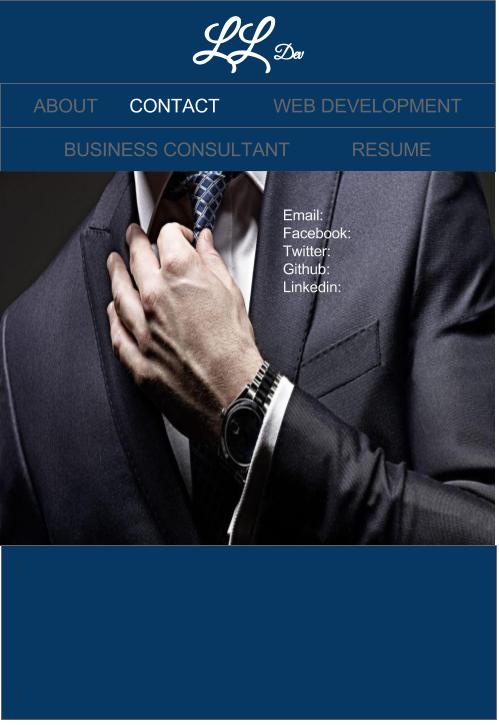 LL Dev
ABOUT CONTACT WEB DEVELOPMENT
BUSINESS CONSULTANT RESUME
Email:
Facebook:
Twitter:
Github:
Linkedin: